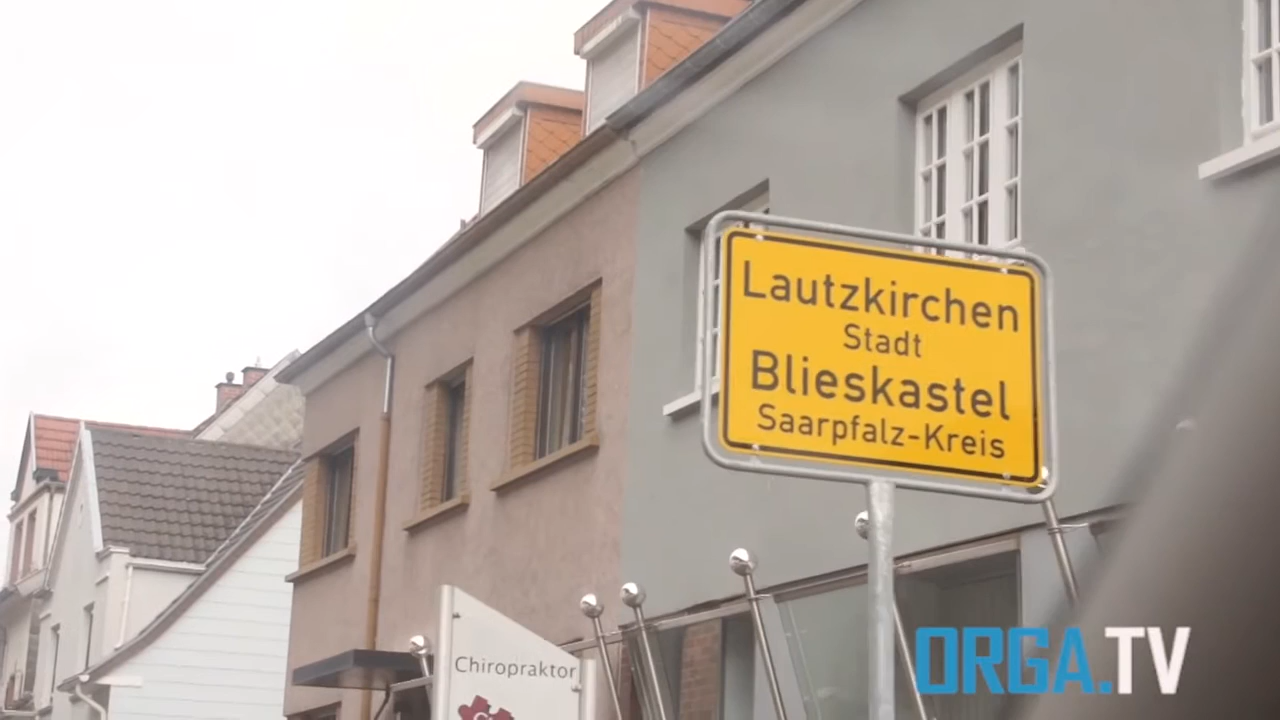 Lautzkirchen
Stadt
Blieskastel
Saarpfalz-Kreis
Chiropraktor
ORGA.TV